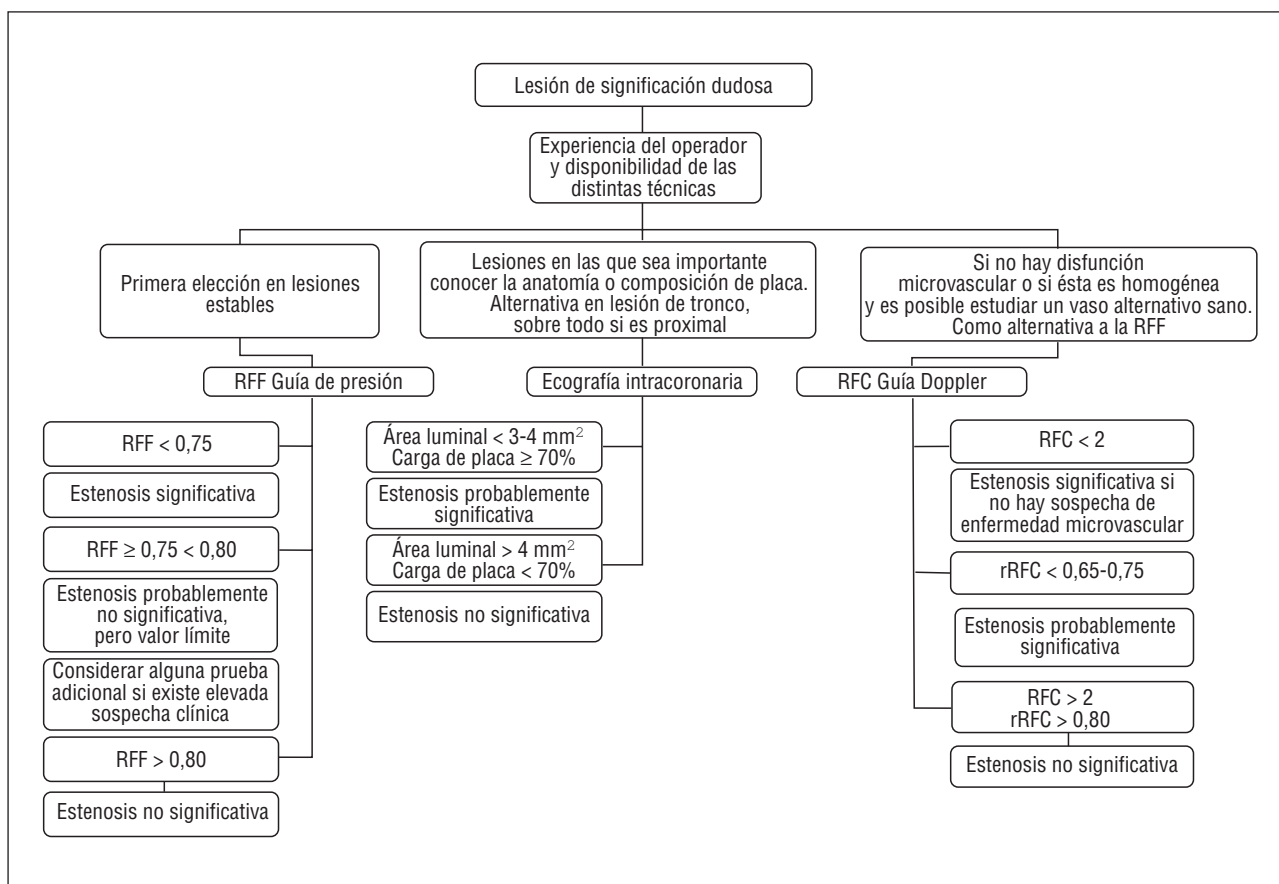 Lesión de significación dudosa
Experiencia del operador
y disponibilidad de las
distintas técnicas
Primera elección en lesiones
estables
Lesiones en las que sea importante
conocer la anatomía o composición de placa.
Alternativa en lesión de tronco,
sobre todo si es proximal
Si no hay disfunción
microvascular o si ésta es homogénea
y es posible estudiar un vaso alternativo sano.
Como alternativa a la RFF
RFF Guía de presión
RFF < 0,75
Estenosis significativa
RFF ≥ 0,75 < 0,80
Estenosis probablemente
no significativa,
pero valor límite
Considerar alguna prueba
adicional si existe elevada
sospecha clínica
RFF > 0,80
Estenosis no significativa
Ecografía intracoronaria
Área luminal < 3-4 mm²
Carga de placa ≥ 70%
Estenosis probablemente
significativa
Área luminal > 4 mm²
Carga de placa < 70%
Estenosis no significativa
RFC Guía Doppler
RFC < 2
Estenosis significativa si
no hay sospecha de
enfermedad microvascular
rRFC < 0,65-0,75
Estenosis probablemente
significativa
RFC > 2
rRFC > 0,80
Estenosis no significativa